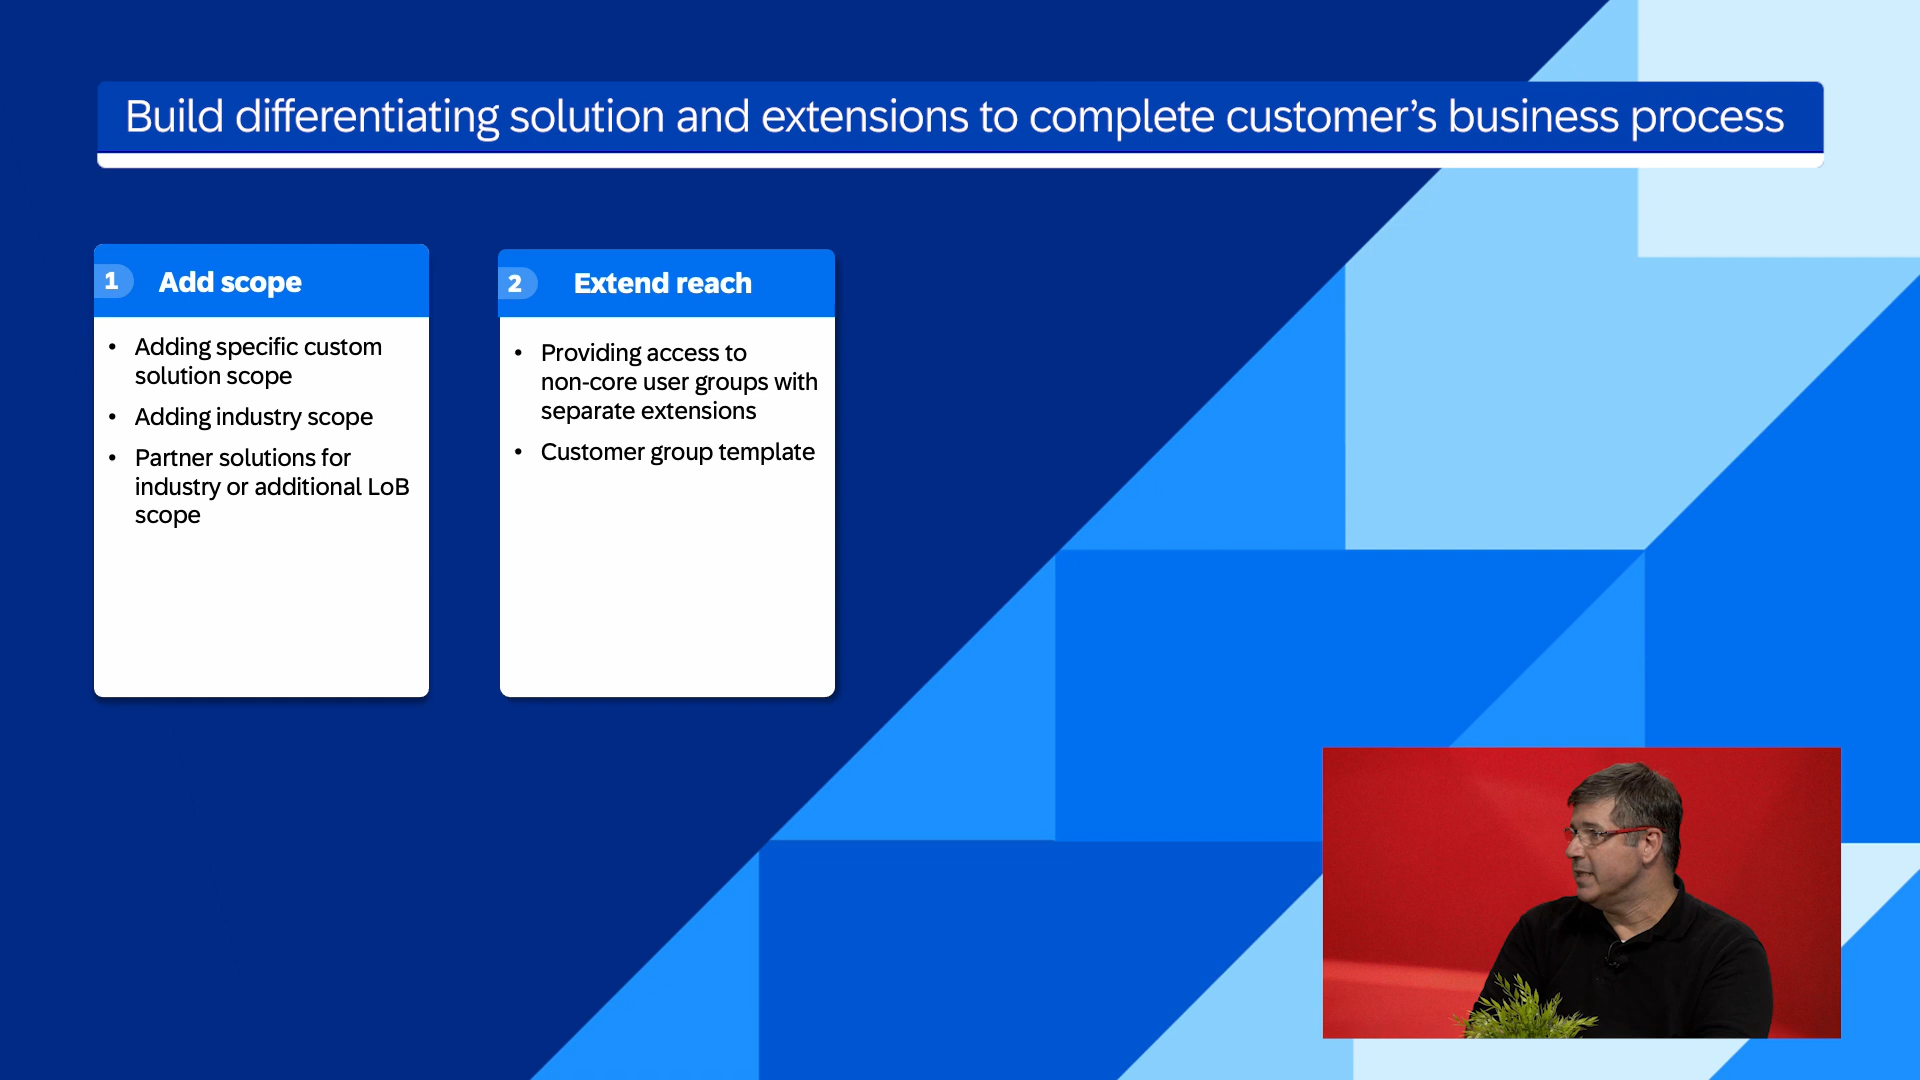 Build differentiating solution and extensions to complete customer’s business process
1 Add scope
• Adding specific custom
solution scope
• Adding industry scope
• Partner solutions for
industry or additional LoB
scope
2 Extend reach
• Providing access to
non-core user groups with
separate extensions
• Customer group template